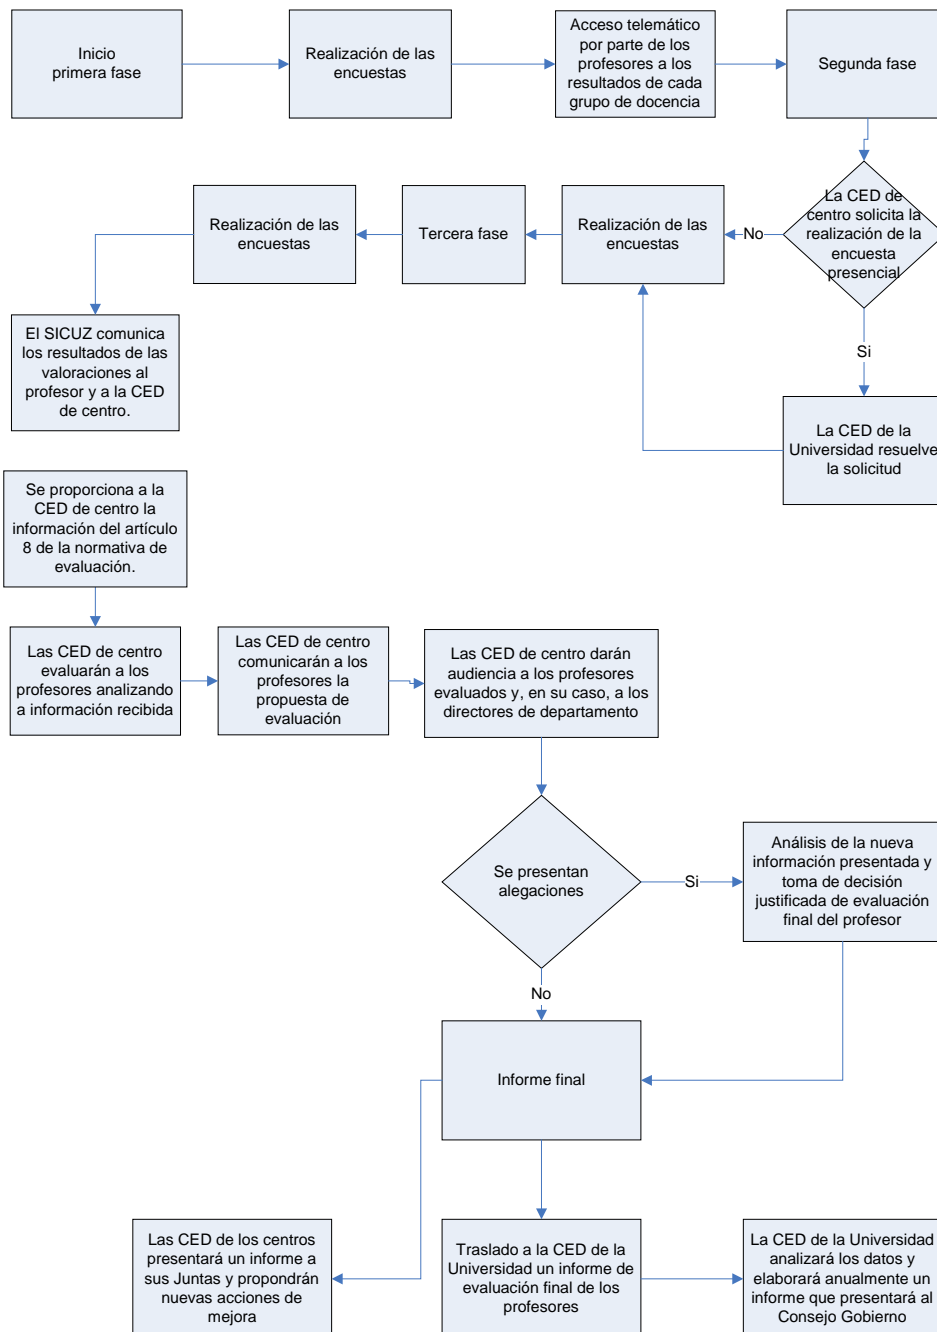 Inicio
primera fase
Realización de las
encuestas
Acceso telemático
por parte de los
profesores a los
resultados de cada
grupo de docencia
Segunda fase
La CED de
centro solicita la
realización de la
encuesta
presencial
No
Realización de las
encuestas
Tercera fase
Realización de las
encuestas
El SICUZ comunica
los resultados de las
valoraciones al
profesor y a la CED
de centro.
Si
La CED de la
Universidad resuelve
la solicitud
Se proporciona a la
CED de centro la
información del artículo
8 de la normativa de
evaluación.
Las CED de centro
evaluarán a los
profesores analizando
a información recibida
Las CED de centro
comunicarán a los
profesores la
propuesta de
evaluación
Las CED de centro darán
audiencia a los profesores
evaluados y, en su caso, a los
directores de departamento
Se presentan
alegaciones
Si
Análisis de la nueva
información presentada y
toma de decisión
justificada de evaluación
final del profesor
No
Informe final
Las CED de los centros
presentará un informe a
sus Juntas y propondrán
nuevas acciones de
mejora
Traslado a la CED de la
Universidad un informe de
evaluación final de los
profesores
La CED de la Universidad
analizará los datos y
elaborará anualmente un
informe que presentará al
Consejo Gobierno